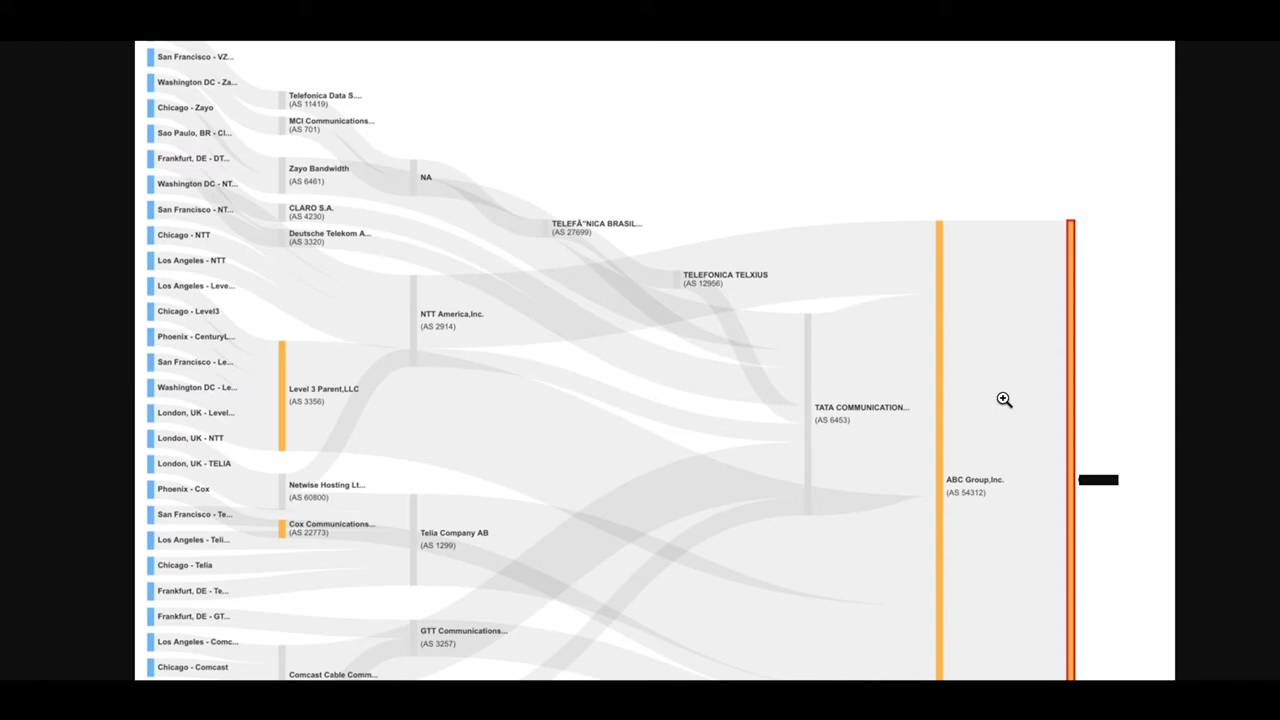 San Francisco - VZ...
Washington DC - Za...
Chicago - Zayo
Sao Paulo, BR - Cl...
Frankfurt, DE - DT...
Washington DC - NT...
San Francisco - NT...
Chicago - NTT
Los Angeles - NTT
Los Angeles - Leve...
Chicago - Level3
Phoenix - CenturyL...
San Francisco - Le...
Washington DC - Le...
London, UK - Level...
London, UK - NTT
London, UK - TELIA
Phoenix - Cox
San Francisco - Te...
Los Angeles - Teli...
Chicago - Telia
Frankfurt, DE - Te...
Frankfurt, DE - GT...
Los Angeles - Comc...
Chicago - Comcast
Telefonica Data S....
(AS 11419)
MCI Communications...
(AS 701)
Zayo Bandwidth
(AS 6461)
CLARO S.A.
(AS 4230)
Deutsche Telekom A...
(AS 3320)
Level 3 Parent,LLC
(AS 3356)
Netwise Hosting Lt...
(AS 60800)
Cox Communications...
(AS 22773)
Comcast Cable Comm...
NA
NTT America,Inc.
(AS 2914)
Telia Company AB
(AS 1299)
GTT Communications...
(AS 3257)
TELEFÃ"NICA BRASIL...
(AS 27699)
TELEFONICA TELXIUS
(AS 12956)
TATA COMMUNICATION...
(AS 6453)
ABC Group,Inc.
(AS 54312)